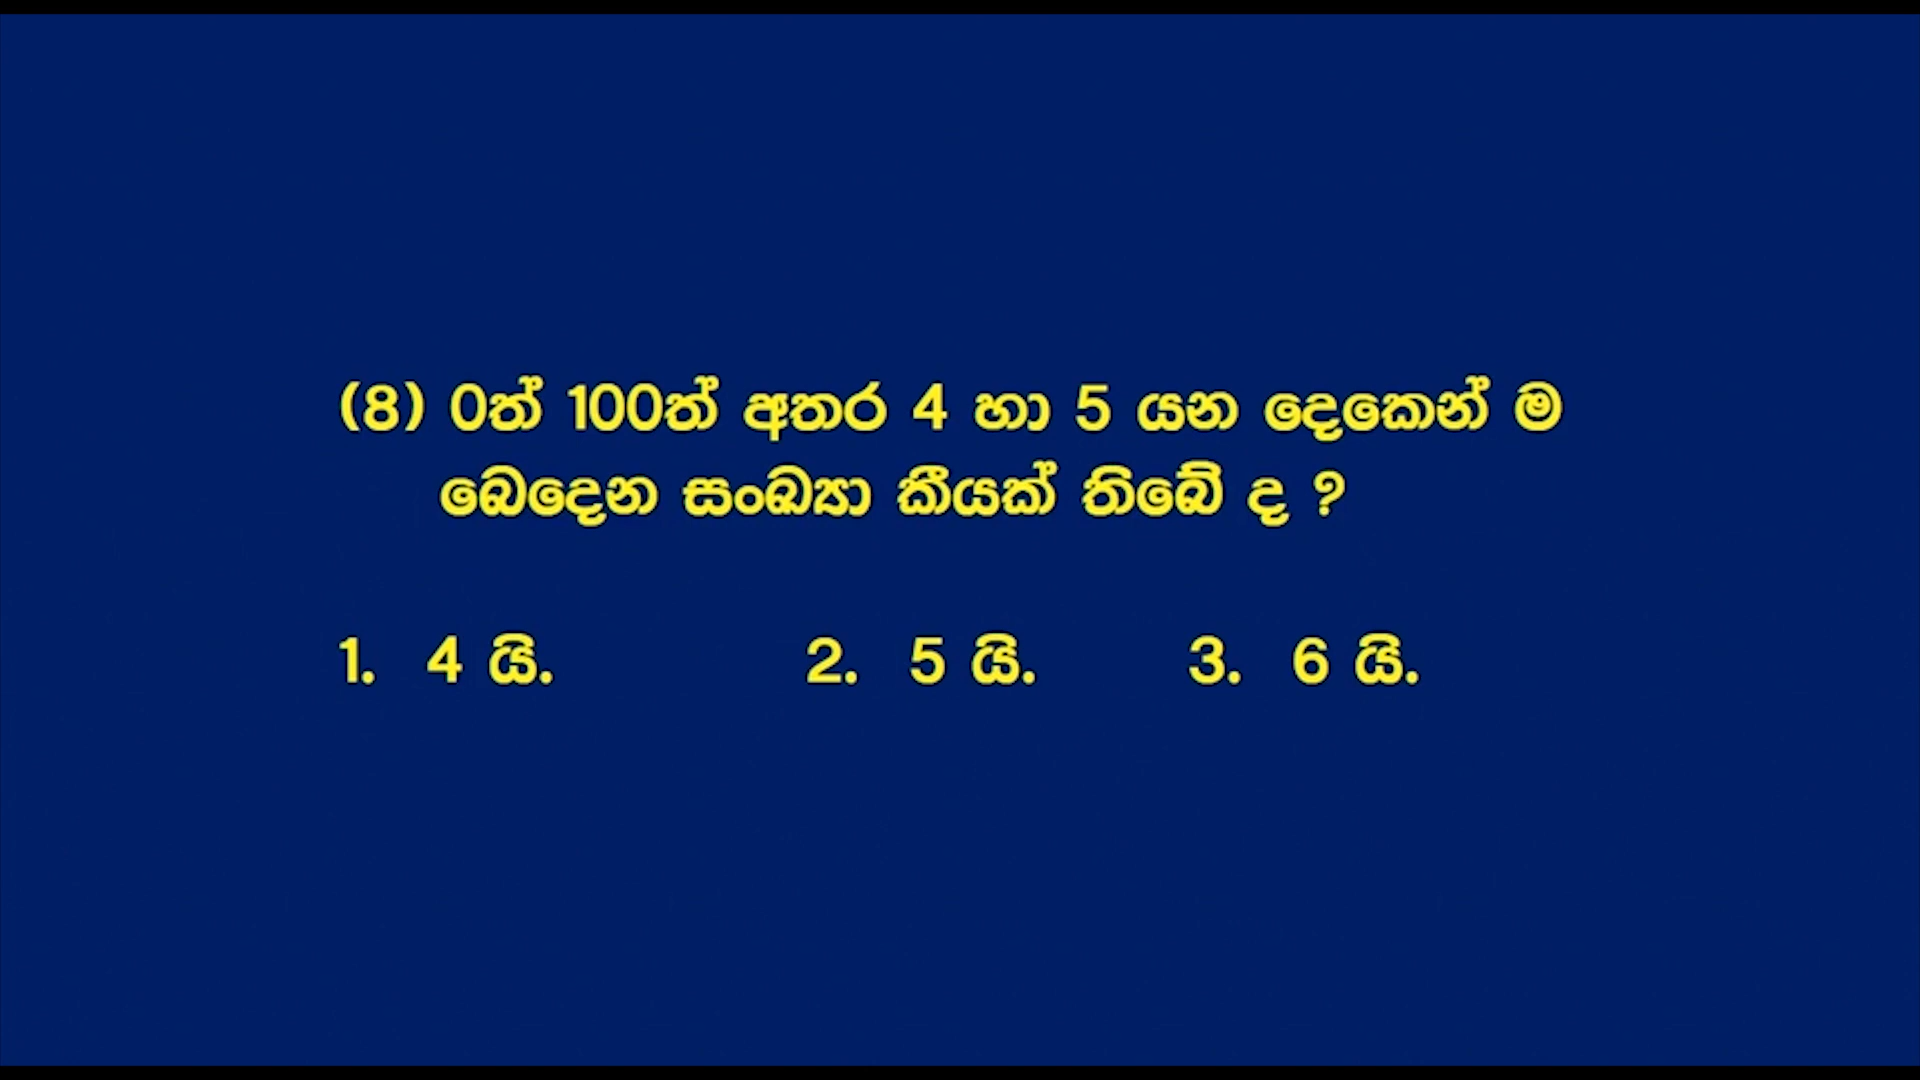 (8) 0ත් 100ත් අතර 4 හා 5 යන දෙකෙන් ම
බෙදෙන සංඛ්‍යා කීයක් තිබේ ද ?
1. 4 යි. 2. 5 යි. 3. 6 යි.